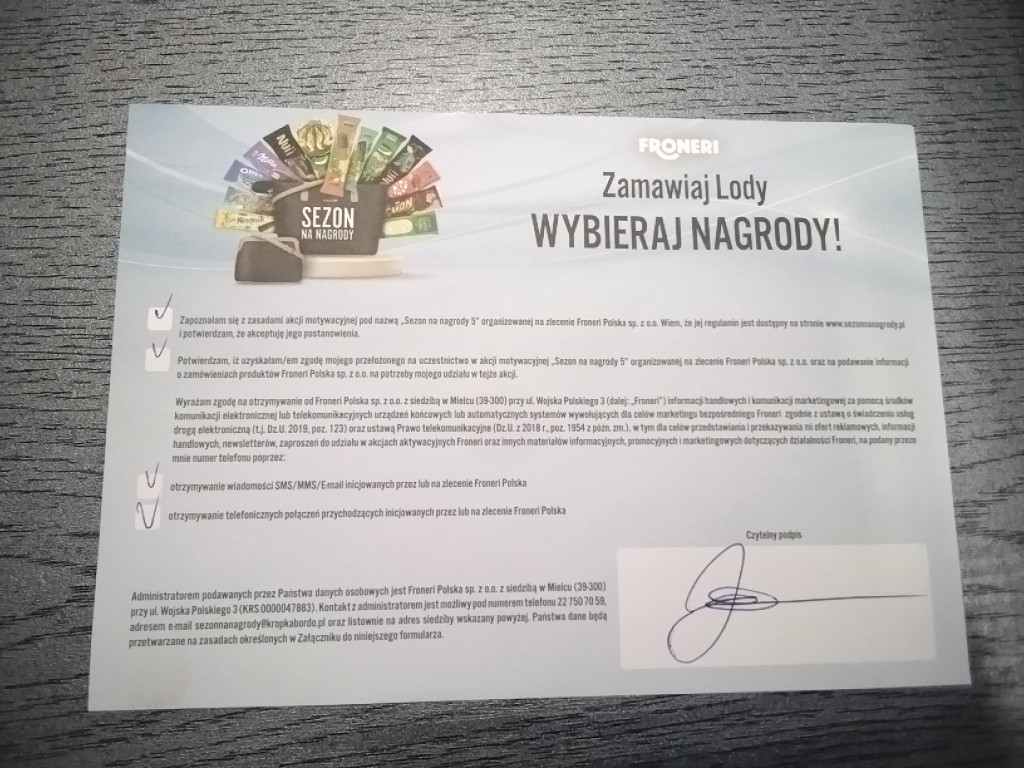 FRONERI
Zamawiaj Lody
WYBIERAJ NAGRODY!
Nuii
Milka
Nesquik
SEZON
NA NAGRODY
Zapoznałam się z zasadami akcji motywacyjnej pod nazwą „Sezon na nagrody 5" organizowanej na zlecenie Froneri Polska sp. z o.o. Wiem, że jej regulamin jest dostępny na stronie www.sezonnanagrody.pl
i potwierdzam, że akceptuję jego postanowienia.
Potwierdzam, iż uzyskałam/em zgodę mojego przełożonego na uczestnictwo w akcji motywacyjnej „Sezon na nagrody 5" organizowanej na zlecenie Froneri Polska sp. z o.o. oraz na podawanie informacji
o zamówieniach produktów Froneri Polska sp. z o.o. na potrzeby mojego udziału w tejże akcji.
Wyrażam zgodę na otrzymywanie od Froneri Polska sp. z o.o. z siedzibą w Mielcu (39-300) przy ul. Wojska Polskiego 3 (dalej: „Froneri") informacji handlowych i komunikacji marketingowej za pomocą środków
komunikacji elektronicznej lub telekomunikacyjnych urządzeń końcowych lub automatycznych systemów wywołujących dla celów marketingu bezpośredniego Froneri zgodnie z ustawą o świadczeniu usług
drogą elektroniczną (t.j. Dz.U. 2019, poz. 123) oraz ustawą Prawo telekomunikacyjne (Dz.U. z 2018 r., poz. 1954 z późn. zm.), w tym dla celów przedstawiania i przekazywania mi ofert reklamowych, informacji
handlowych, newsletterów, zaproszeń do udziału w akcjach aktywacyjnych Froneri oraz innych materiałów informacyjnych, promocyjnych i marketingowych dotyczących działalności Froneri, na podany przeze
mnie numer telefonu poprzez:
otrzymywanie wiadomości SMS/MMS/E-mail inicjowanych przez lub na zlecenie Froneri Polska
otrzymywanie telefonicznych połączeń przychodzących inicjowanych przez lub na zlecenie Froneri Polska
Czytelny podpis
Administratorem podawanych przez Państwa danych osobowych jest Froneri Polska sp. z o.o. z siedzibą w Mielcu (39-300)
przy ul. Wojska Polskiego 3 (KRS 0000047883). Kontakt z administratorem jest możliwy pod numerem telefonu 22 750 70 59,
adresem e-mail sezonnanagrody@kropkabordo.pl oraz listownie na adres siedziby wskazany powyżej. Państwa dane będą
przetwarzane na zasadach określonych w Załączniku do niniejszego formularza.